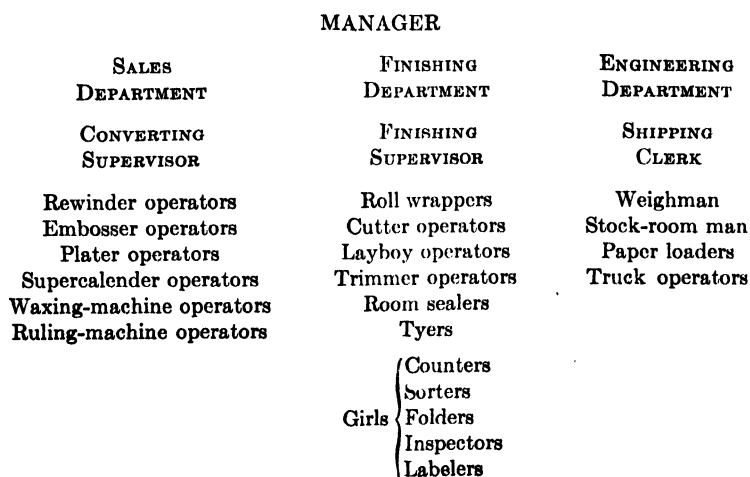 MANAGER
SALES FINISHING ENGINEERING
DEPARTMENT DEPARTMENT DEPARTMENT
CONVERTING FINISHING SHIPPING
SUPERVISOR SUPERVISOR CLERK
Rewinder operators Roll wrappers Weighman
Embosser operators Cutter operators Stock-room man
Plater operators Layboy operators Paper loaders
Supercalender operators Trimmer operators Truck operators
Waxing-machine operators Room sealers
Ruling-machine operators Tyers
Counters
Sorters
Girls Folders
Inspectors
Labelers